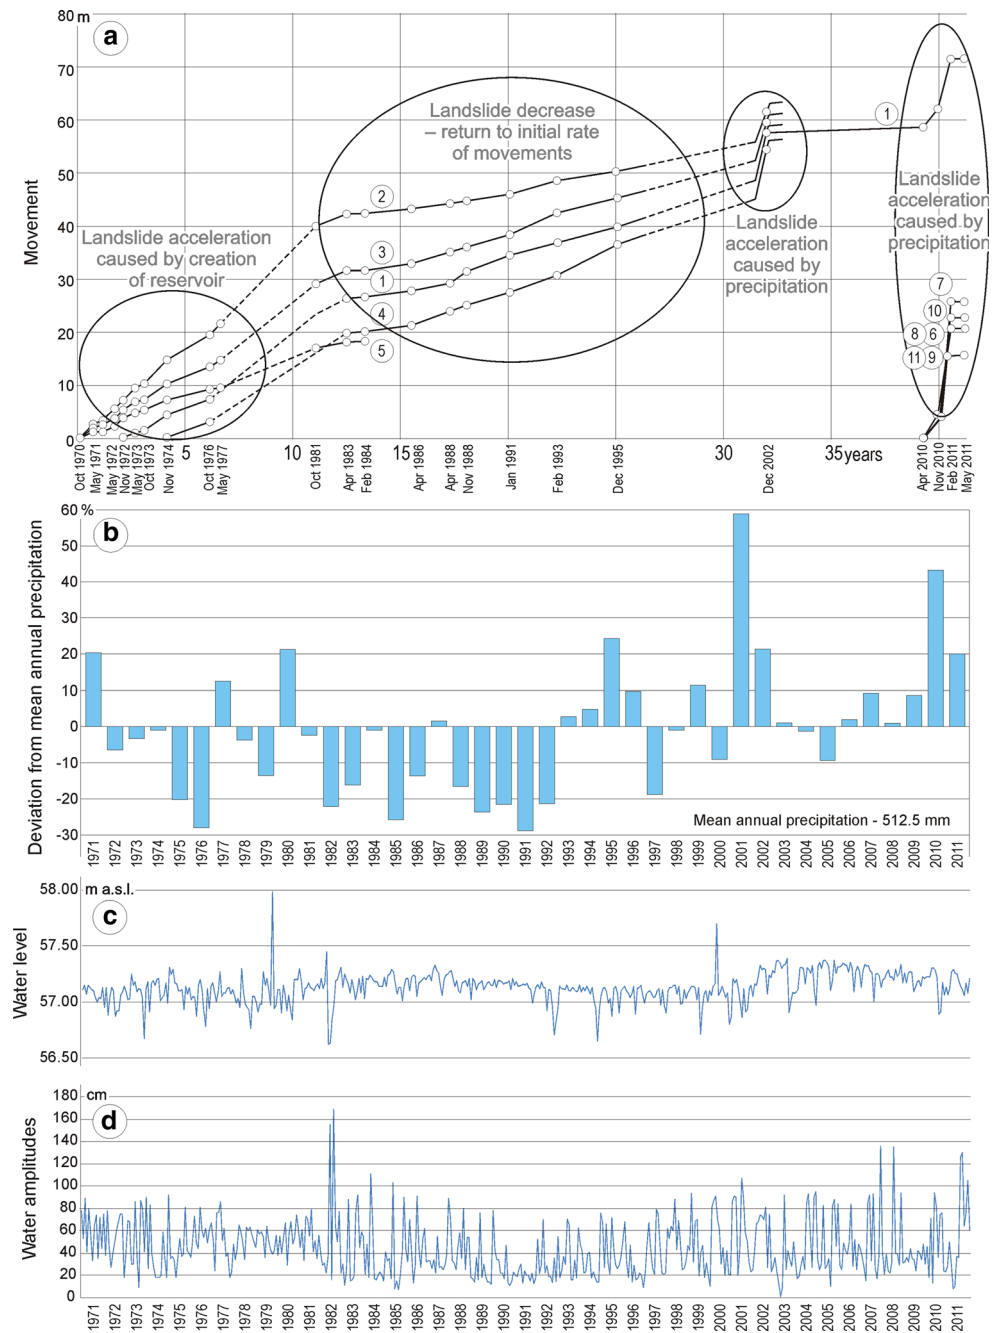 80 m
a
70
60
50
40
30
20
10
0
Movement
Landslide acceleration
caused by creation
of reservoir
Landslide decrease
– return to initial rate
of movements
Landslide
acceleration
caused by
precipitation
Landslide
acceleration
caused by
precipitation
2
3
1
4
5
1
7
10
8 6
11 9
5 10 15 30 35years
Oct 1970
May 1971
May 1972
Nov 1972
May 1973
Oct 1973
Nov 1974
Oct 1976
May 1977
Oct 1981
Apr 1983
Feb 1984
Apr 1986
Apr 1988
Nov 1988
Jan 1991
Feb 1993
Dec 1995
Dec 2002
Apr 2010
Nov 2010
Feb 2011
May 2011
60 %
b
50
40
30
20
10
0
-10
-20
-30
Deviation from mean annual precipitation
Mean annual precipitation - 512.5 mm
1971 1972 1973 1974 1975 1976 1977 1978 1979 1980 1981 1982 1983 1984 1985 1986 1987 1988 1989 1990 1991 1992 1993 1994 1995 1996 1997 1998 1999 2000 2001 2002 2003 2004 2005 2006 2007 2008 2009 2010 2011
58.00 m a.s.l.
c
57.50
57.00
56.50
Water level
180 cm
d
160
140
120
100
80
60
40
20
0
Water amplitudes
1971 1972 1973 1974 1975 1976 1977 1978 1979 1980 1981 1982 1983 1984 1985 1986 1987 1988 1989 1990 1991 1992 1993 1994 1995 1996 1997 1998 1999 2000 2001 2002 2003 2004 2005 2006 2007 2008 2009 2010 2011